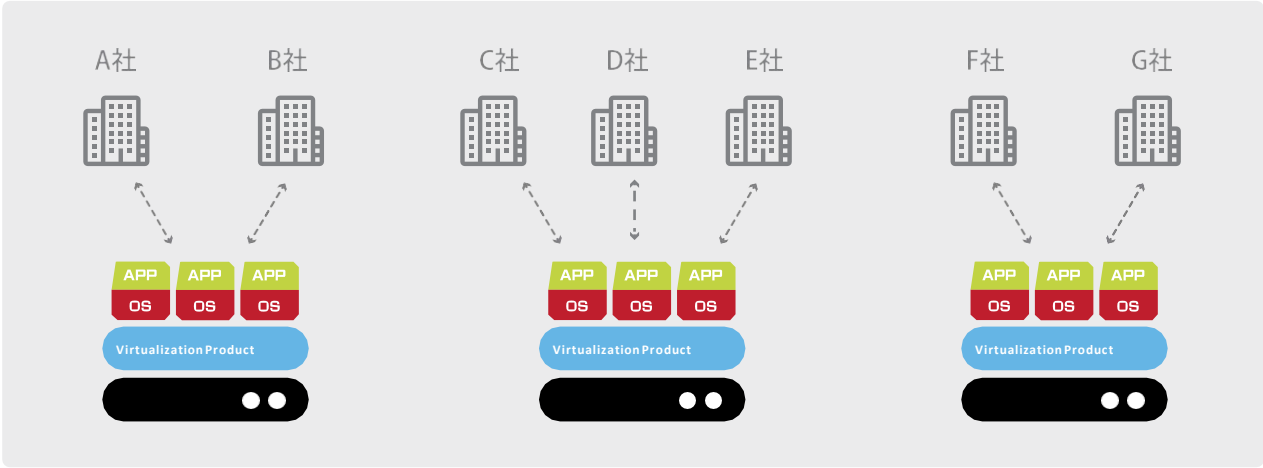 A社
B社
C社
D社
E社
F社
G社
APP
APP
APP
APP
APP
APP
APP
APP
APP
OS
OS
OS
OS
OS
OS
OS
OS
OS
Virtualization Product
Virtualization Product
Virtualization Product